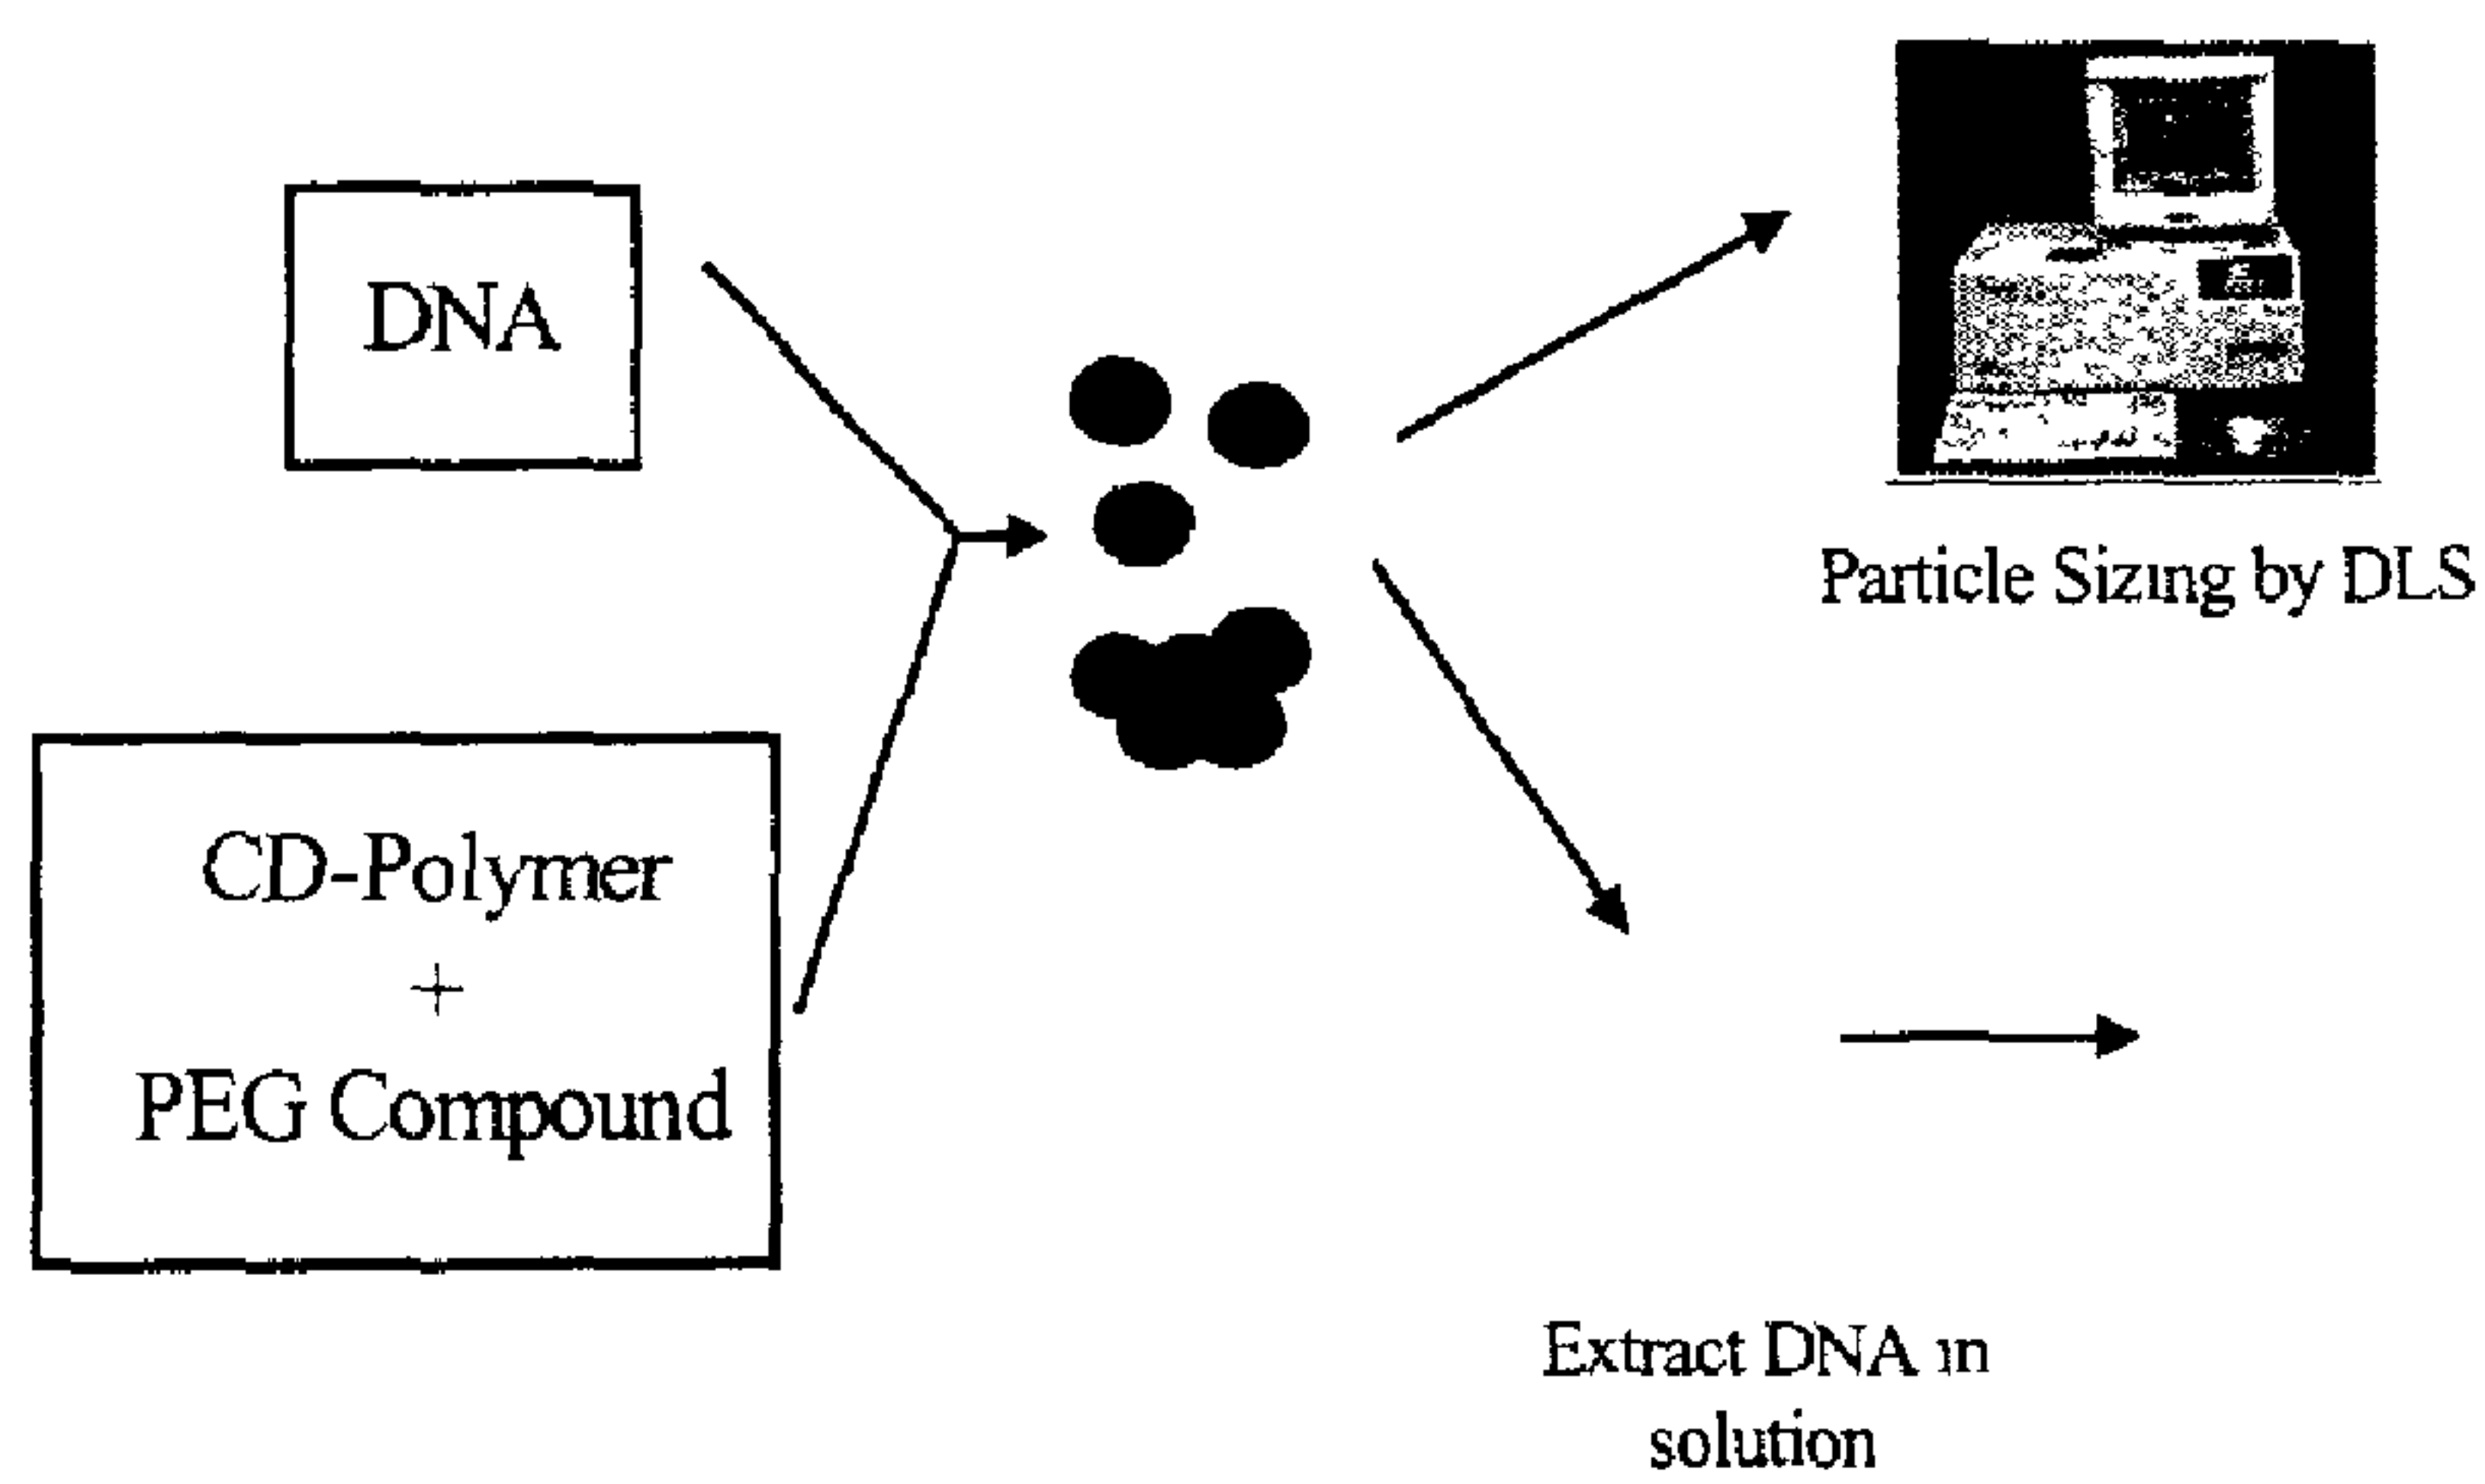 DNA
CD-Polymer
+
PEG Compound
Particle Sizing by DLS
Extract DNA in
solution